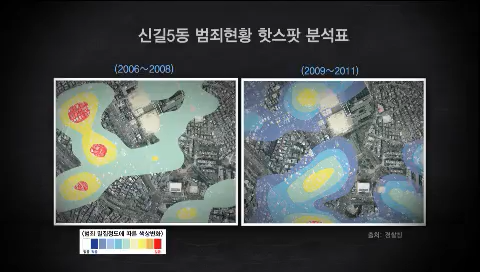 신길5동 범죄현황 핫스팟 분석표
(2006~2008)
(2009~2011)
(범죄 밀집정도에 따른 색상변화)
출처: 경찰청